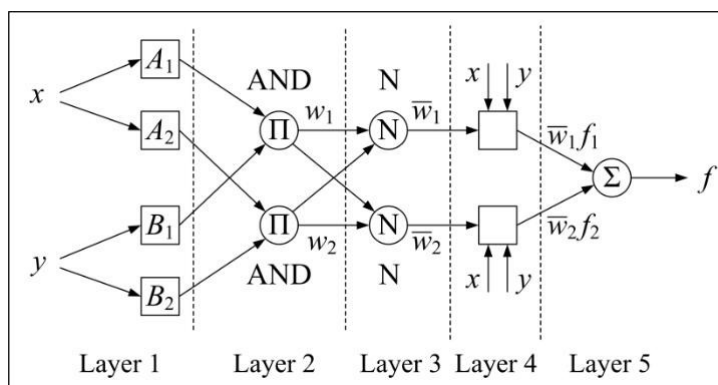 A₁
x
A₂
AND
N
x y
w₁
w̅₁
Π
N
w̅₁f₁
Σ
f
B₁
y
B₂
Π
N
w₂
w̅₂
w̅₂f₂
AND
N
x y
Layer 1 Layer 2 Layer 3 Layer 4 Layer 5